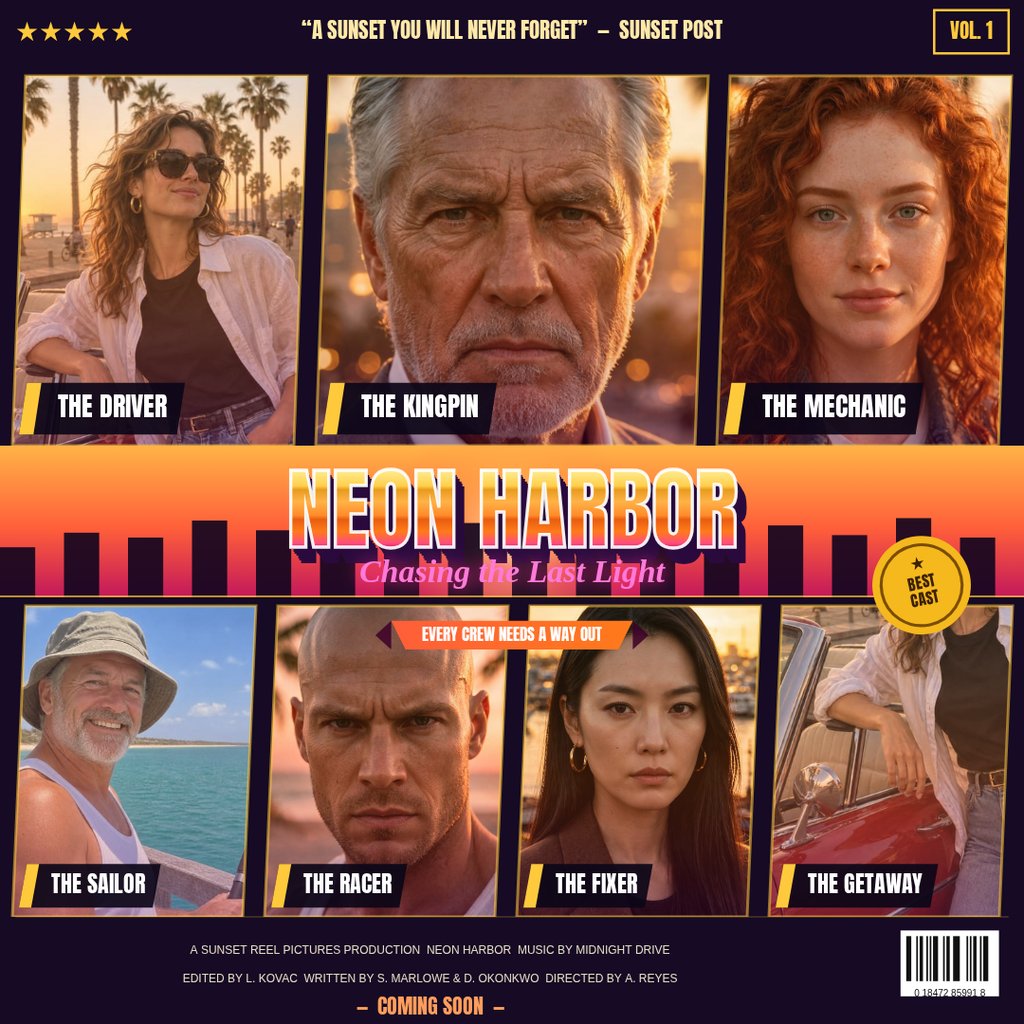 “A SUNSET YOU WILL NEVER FORGET” – SUNSET POST
VOL. 1
THE DRIVER
THE KINGPIN
THE MECHANIC
NEON HARBOR
Chasing the Last Light
BEST
CAST
EVERY CREW NEEDS A WAY OUT
THE SAILOR
THE RACER
THE FIXER
THE GETAWAY
A SUNSET REEL PICTURES PRODUCTION NEON HARBOR MUSIC BY MIDNIGHT DRIVE
EDITED BY L. KOVAC WRITTEN BY S. MARLOWE & D. OKONKWO DIRECTED BY A. REYES
– COMING SOON –
0 18472 85991 8